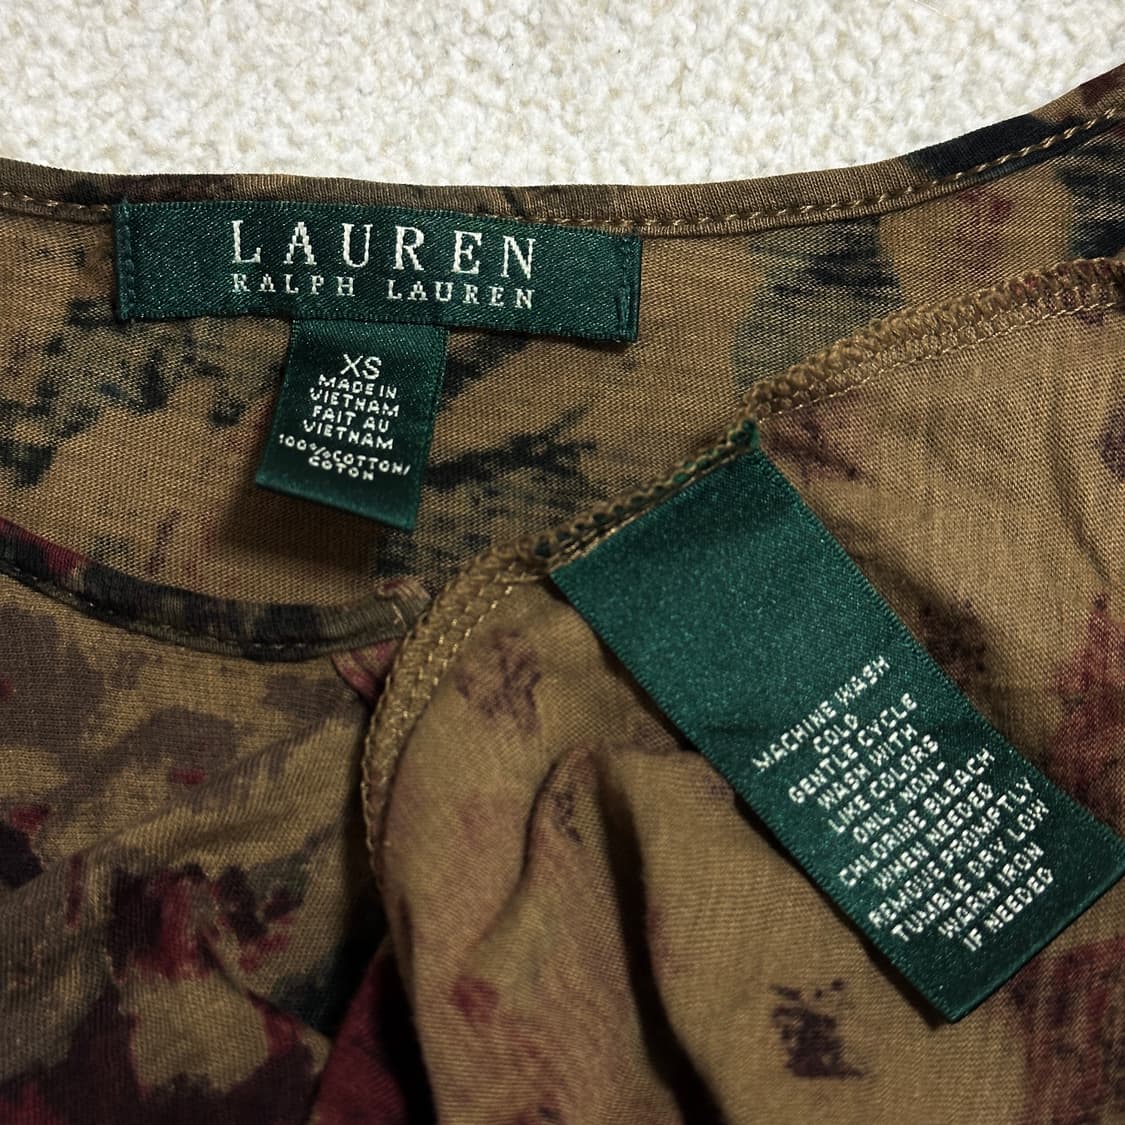 LAUREN
RALPH LAUREN
XS
MADE IN
VIETNAM
FAIT AU
VIETNAM
100%COTTON/
COTON
MACHINE WASH
COLD
GENTLE CYCLE
WASH WITH
LIKE COLORS
ONLY NON-
CHLORINE BLEACH
WHEN NEEDED
REMOVE PROMPTLY
TUMBLE DRY LOW
WARM IRON
IF NEEDED